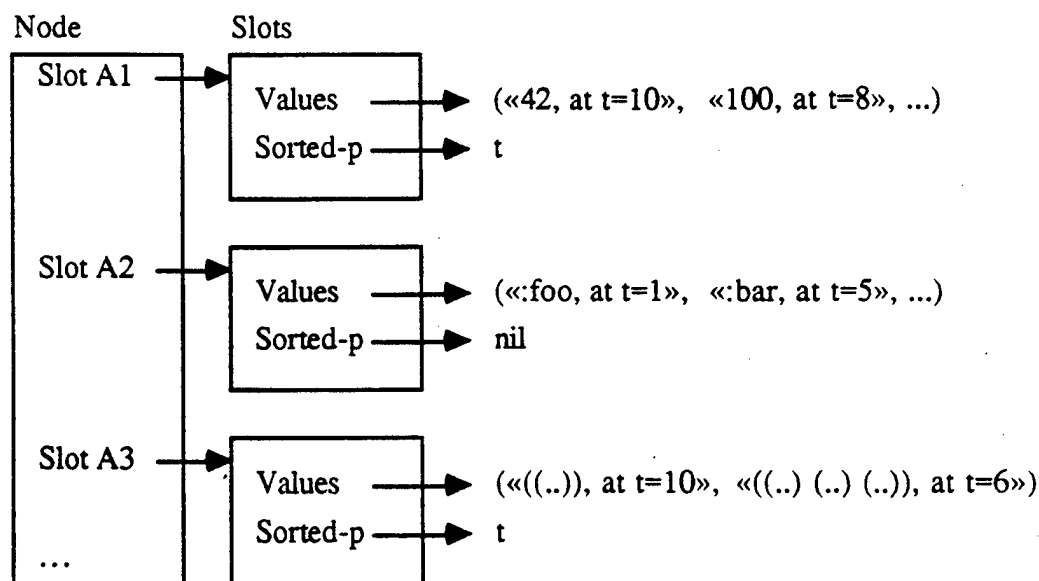 Node Slots
Slot A1
Values («42, at t=10», «100, at t=8», ...)
Sorted-p t
Slot A2
Values («:foo, at t=1», «:bar, at t=5», ...)
Sorted-p nil
Slot A3
Values («((..)), at t=10», «((..) (..) (..)), at t=6»)
Sorted-p t
...